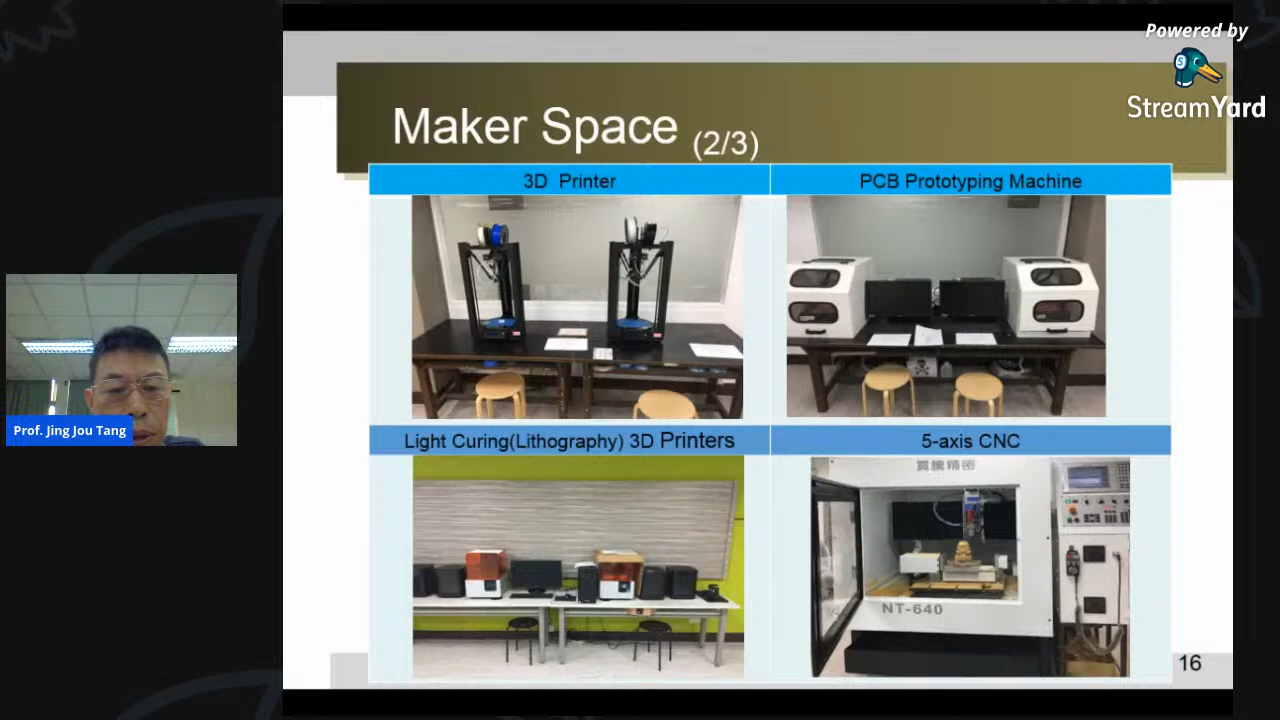 Powered by
StreamYard
Maker Space (2/3)
3D Printer
PCB Prototyping Machine
Light Curing(Lithography) 3D Printers
5-axis CNC
NT-640
Prof. Jing Jou Tang
16